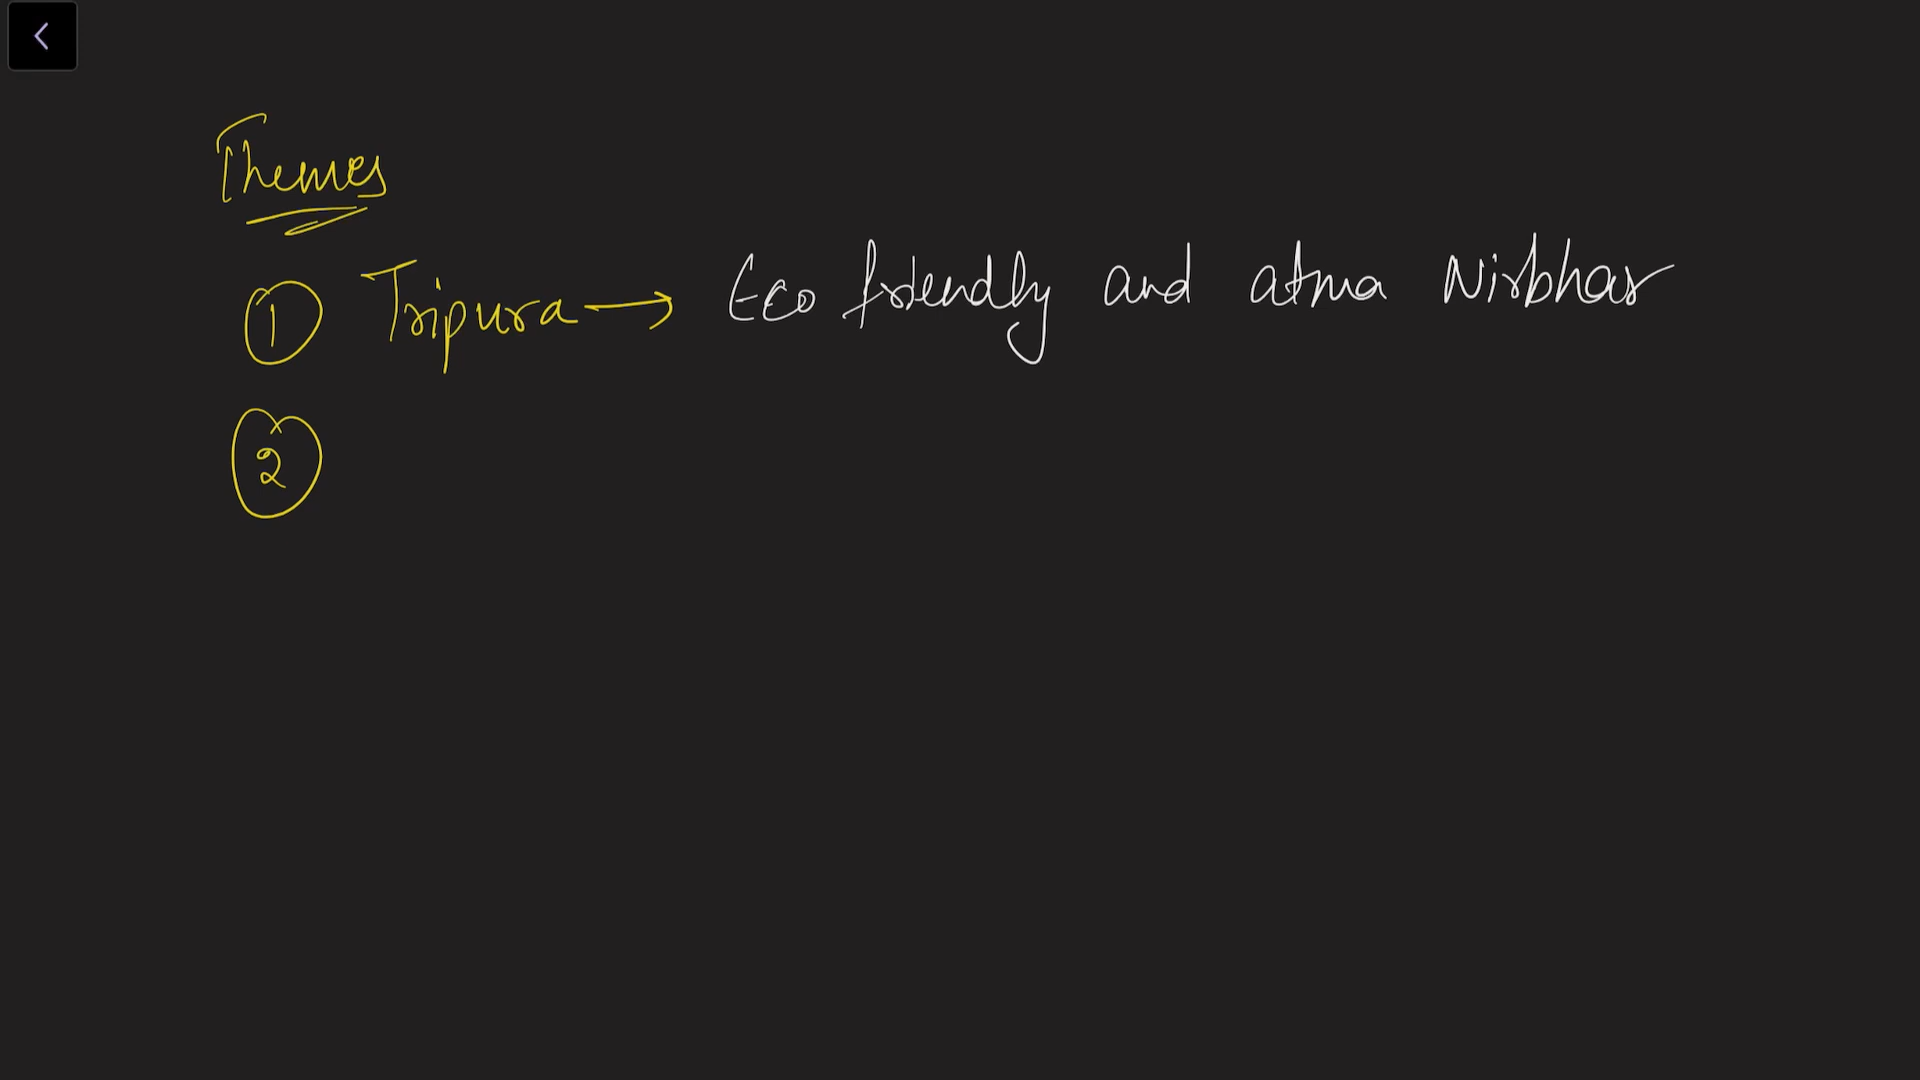 Themes
① Tripura → Eco friendly and atma Nirbhar
②